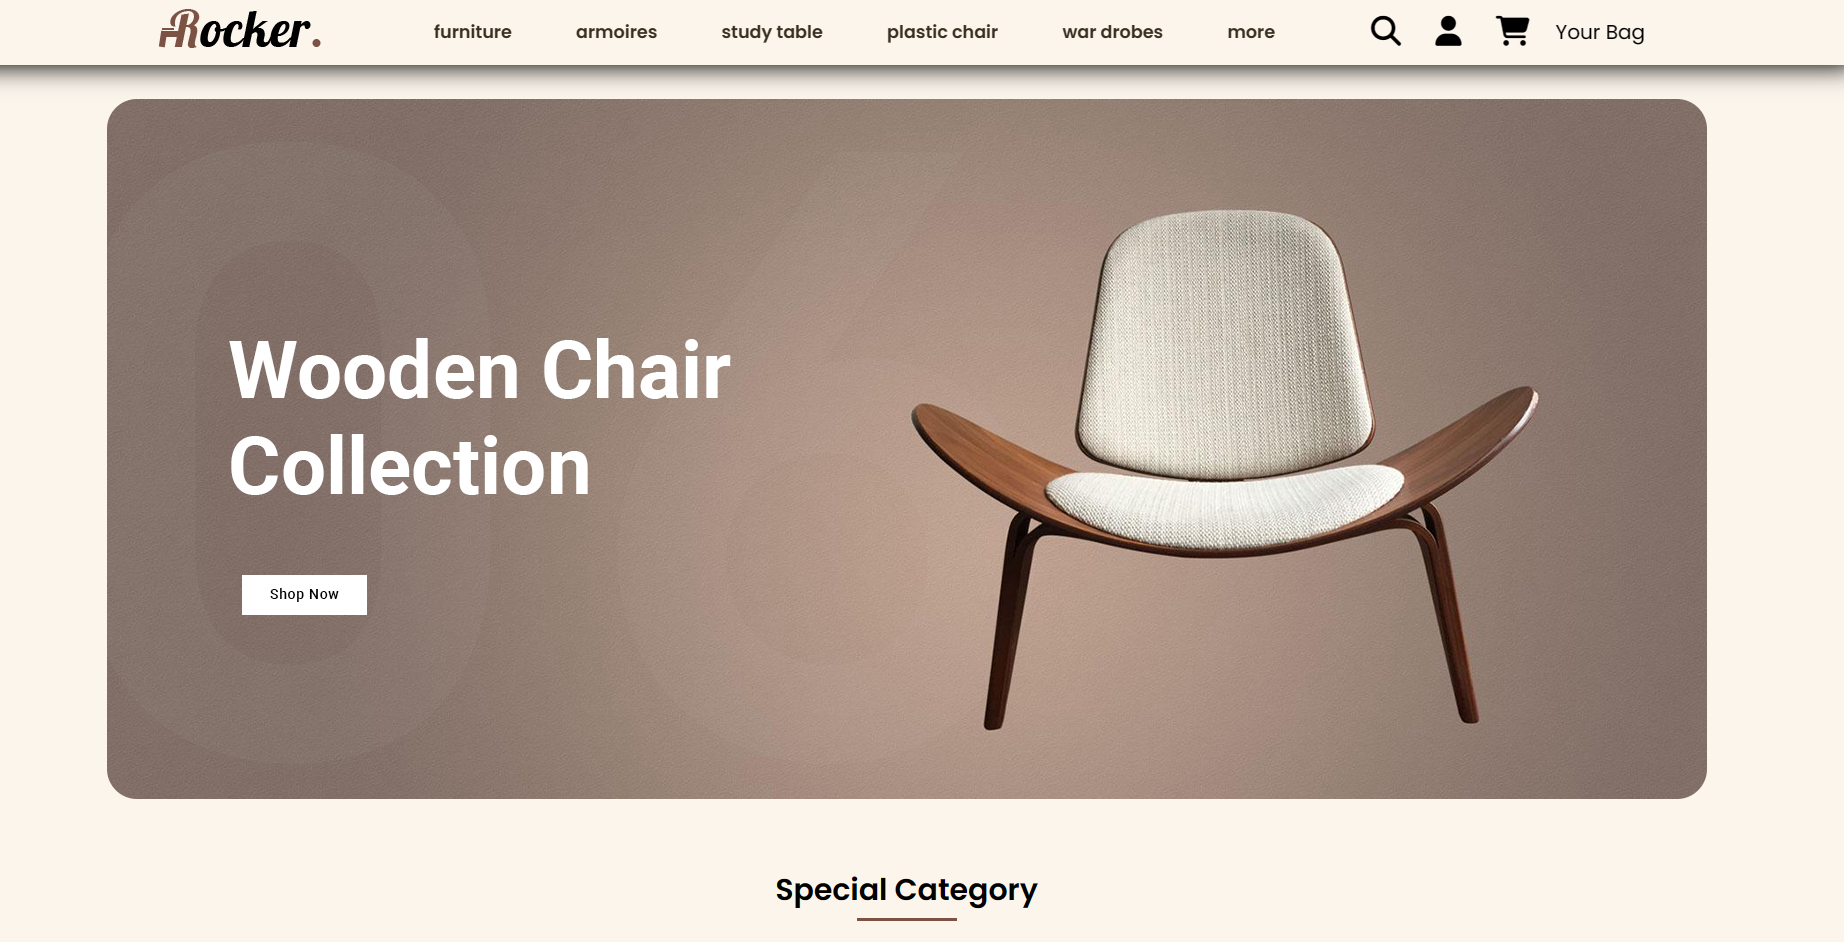 Rocker.
furniture
armoires
study table
plastic chair
war drobes
more
Your Bag
Wooden Chair
Collection
Shop Now
Special Category